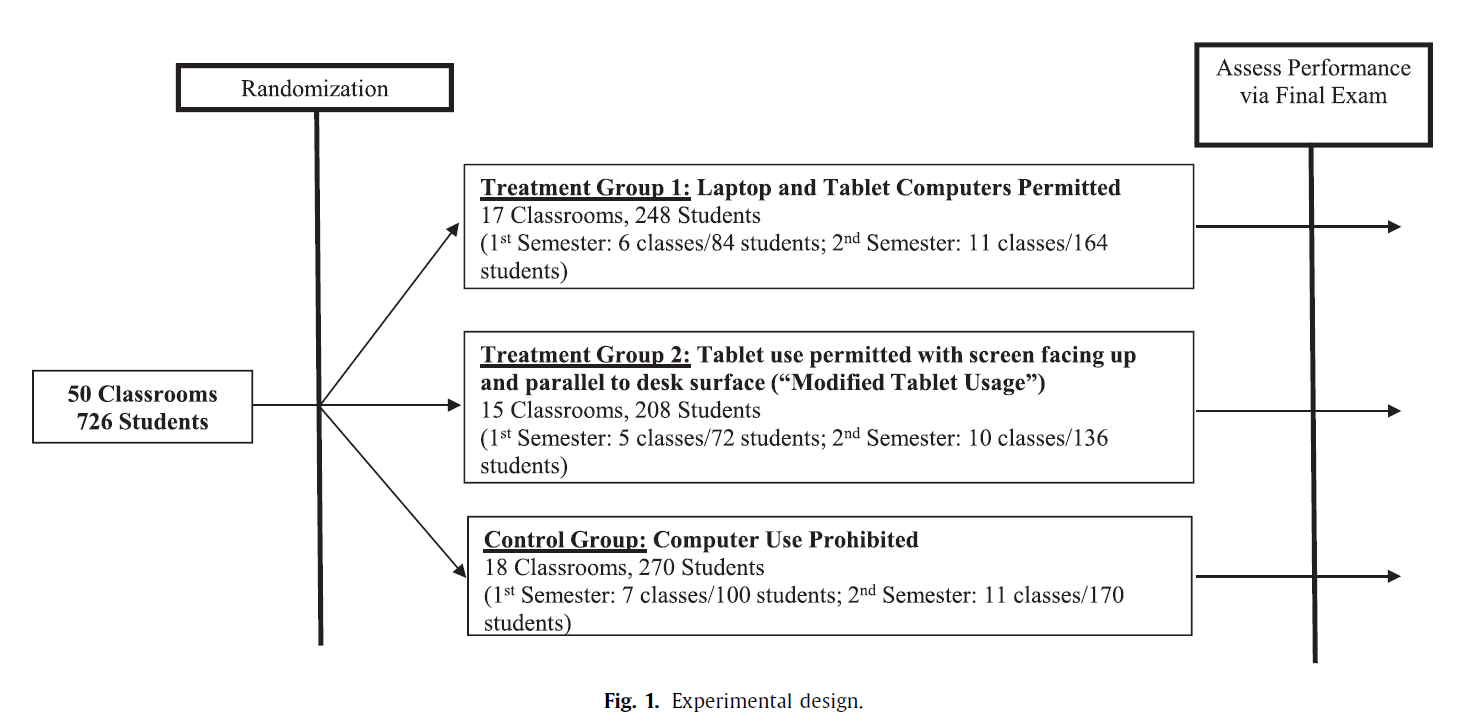 Randomization
Assess Performance
via Final Exam
Treatment Group 1: Laptop and Tablet Computers Permitted
17 Classrooms, 248 Students
(1st Semester: 6 classes/84 students; 2nd Semester: 11 classes/164
students)
50 Classrooms
726 Students
Treatment Group 2: Tablet use permitted with screen facing up
and parallel to desk surface (“Modified Tablet Usage”)
15 Classrooms, 208 Students
(1st Semester: 5 classes/72 students; 2nd Semester: 10 classes/136
students)
Control Group: Computer Use Prohibited
18 Classrooms, 270 Students
(1st Semester: 7 classes/100 students; 2nd Semester: 11 classes/170
students)
Fig. 1. Experimental design.